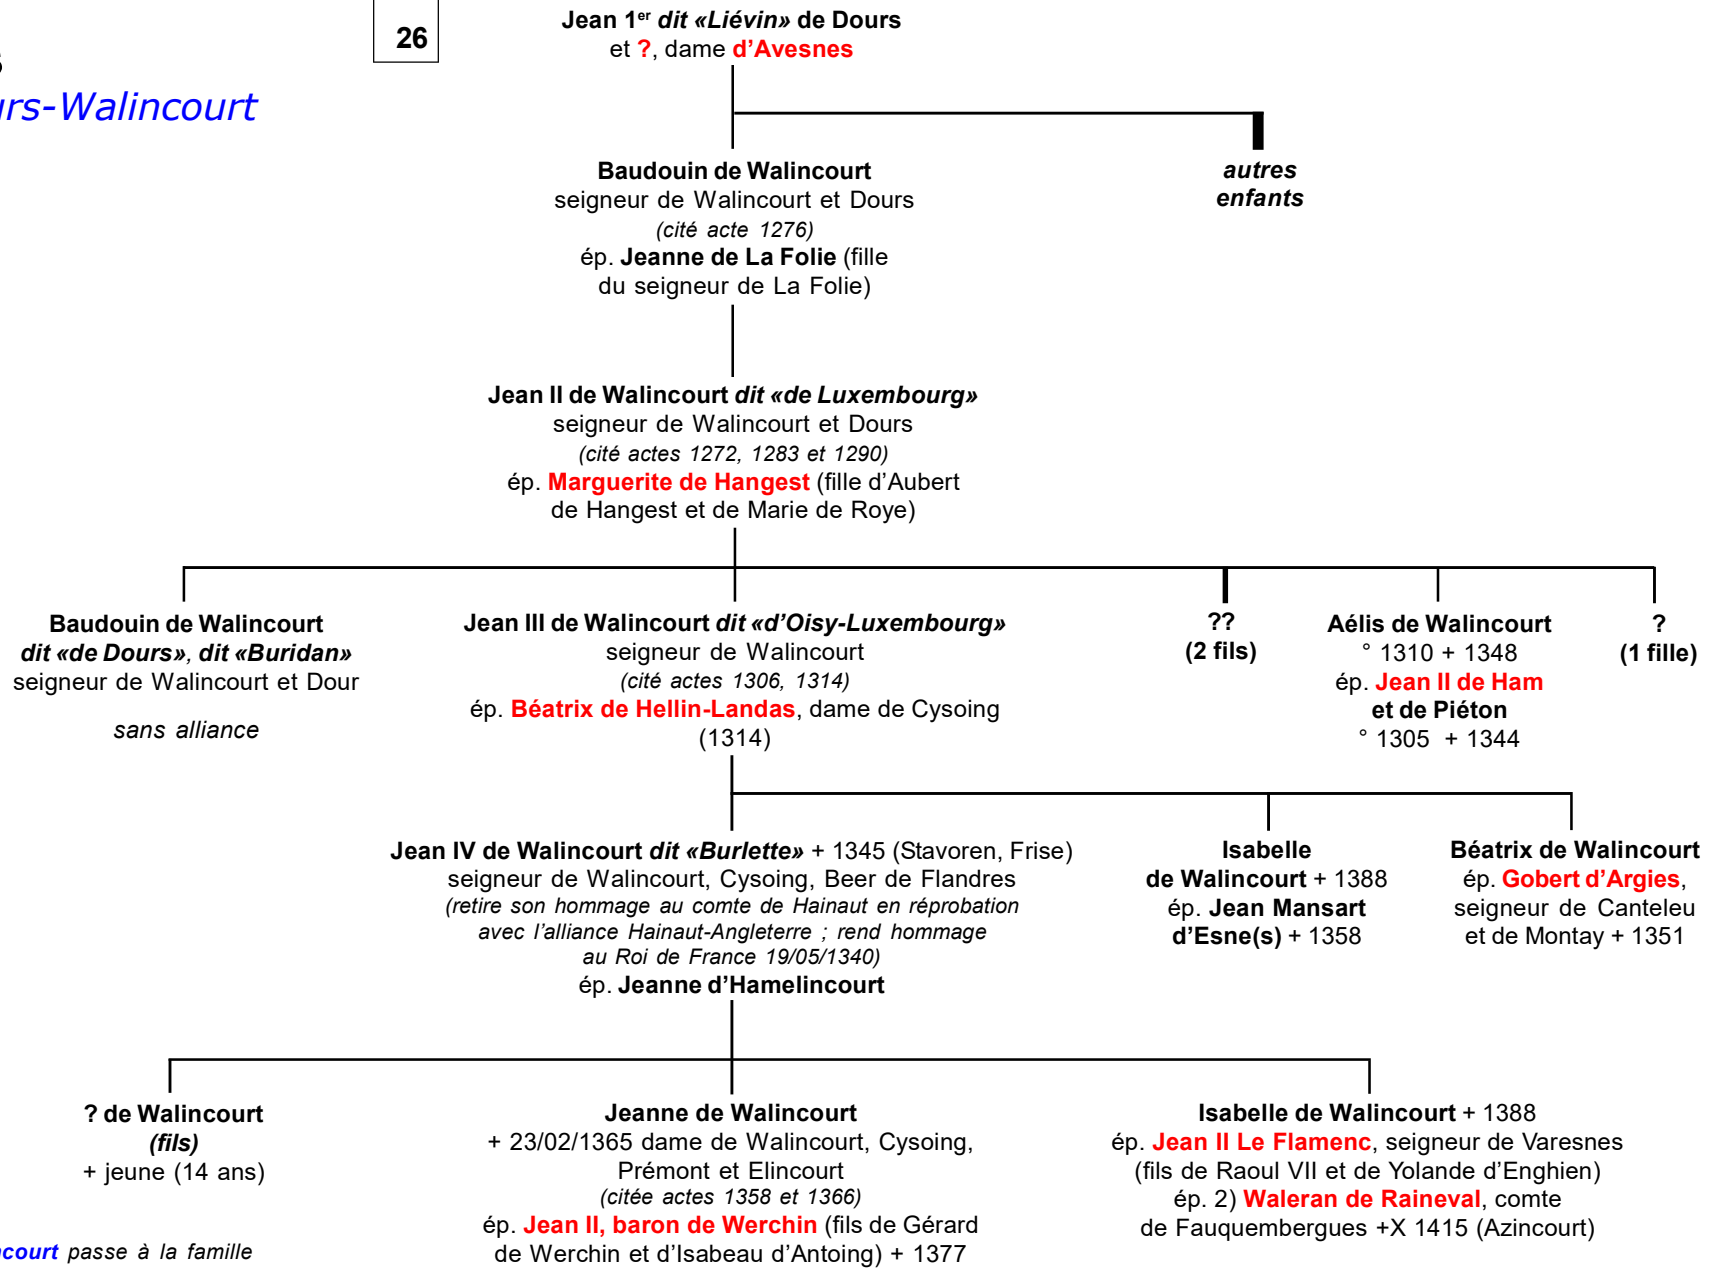 26
urs-Walincourt
Jean 1er dit «Liévin» de Dours
et ?, dame d’Avesnes
Baudouin de Walincourt
seigneur de Walincourt et Dours
(cité acte 1276)
ép. Jeanne de La Folie (fille
du seigneur de La Folie)
autres
enfants
Jean II de Walincourt dit «de Luxembourg»
seigneur de Walincourt et Dours
(cité actes 1272, 1283 et 1290)
ép. Marguerite de Hangest (fille d’Aubert
de Hangest et de Marie de Roye)
Baudouin de Walincourt
dit «de Dours», dit «Buridan»
seigneur de Walincourt et Dour
sans alliance
Jean III de Walincourt dit «d’Oisy-Luxembourg»
seigneur de Walincourt
(cité actes 1306, 1314)
ép. Béatrix de Hellin-Landas, dame de Cysoing
(1314)
??
(2 fils)
Aélis de Walincourt
° 1310 + 1348
ép. Jean II de Ham
et de Piéton
° 1305 + 1344
?
(1 fille)
Jean IV de Walincourt dit «Burlette» + 1345 (Stavoren, Frise)
seigneur de Walincourt, Cysoing, Beer de Flandres
(retire son hommage au comte de Hainaut en réprobation
avec l’alliance Hainaut-Angleterre ; rend hommage
au Roi de France 19/05/1340)
ép. Jeanne d’Hamelincourt
Isabelle
de Walincourt + 1388
ép. Jean Mansart
d’Esne(s) + 1358
Béatrix de Walincourt
ép. Gobert d’Argies,
seigneur de Canteleu
et de Montay + 1351
? de Walincourt
(fils)
+ jeune (14 ans)
Jeanne de Walincourt
+ 23/02/1365 dame de Walincourt, Cysoing,
Prémont et Elincourt
(citée actes 1358 et 1366)
ép. Jean II, baron de Werchin (fils de Gérard
de Werchin et d'Isabeau d'Antoing) + 1377
Isabelle de Walincourt + 1388
ép. Jean II Le Flamenc, seigneur de Varesnes
(fils de Raoul VII et de Yolande d’Enghien)
ép. 2) Waleran de Raineval, comte
de Fauquembergues +X 1415 (Azincourt)
ncourt passe à la famille